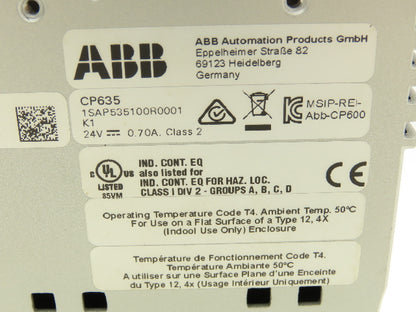 ABB
ABB Automation Products GmbH
Eppelheimer Straße 82
69123 Heidelberg
Germany
CP635
1SAP535100R0001
K1
24V ⎓ 0.70A, Class 2
MSIP-REI-
Abb-CP600
C UL US
LISTED
85VM
IND. CONT. EQ
also listed for
IND. CONT. EQ FOR HAZ. LOC.
CLASS I DIV 2 - GROUPS A, B, C, D
CE
Operating Temperature Code T4. Ambient Temp. 50°C
For Use on a Flat Surface of a Type 12, 4X
(Indool Use Only) Enclosure
Température de Fonctionnement Code T4.
Température Ambiante 50°C
A utiliser sur une Surface Plane d'une Enceinte
du Type 12, 4x (Usage Intérieur Uniquement)